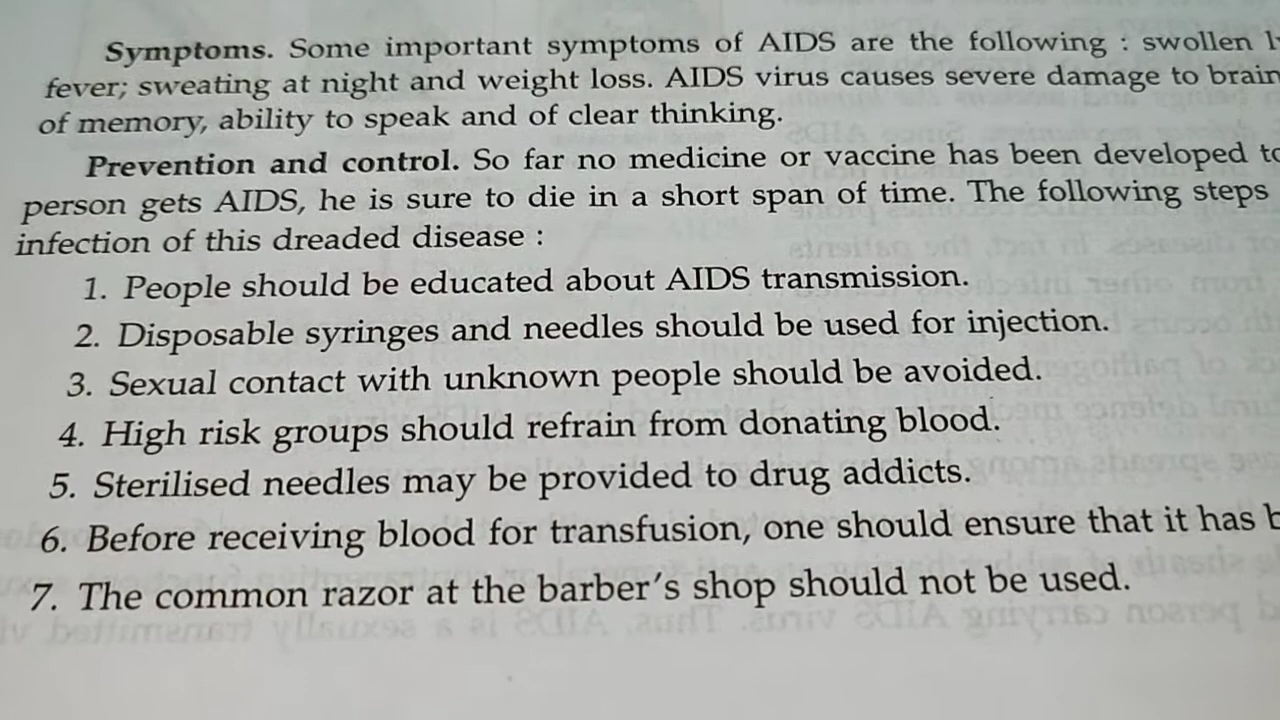 Symptoms. Some important symptoms of AIDS are the following : swollen
fever; sweating at night and weight loss. AIDS virus causes severe damage to brain
of memory, ability to speak and of clear thinking.
Prevention and control. So far no medicine or vaccine has been developed to
person gets AIDS, he is sure to die in a short span of time. The following steps
infection of this dreaded disease :
1. People should be educated about AIDS transmission.
2. Disposable syringes and needles should be used for injection.
3. Sexual contact with unknown people should be avoided.
4. High risk groups should refrain from donating blood.
5. Sterilised needles may be provided to drug addicts.
6. Before receiving blood for transfusion, one should ensure that it has
7. The common razor at the barber's shop should not be used.